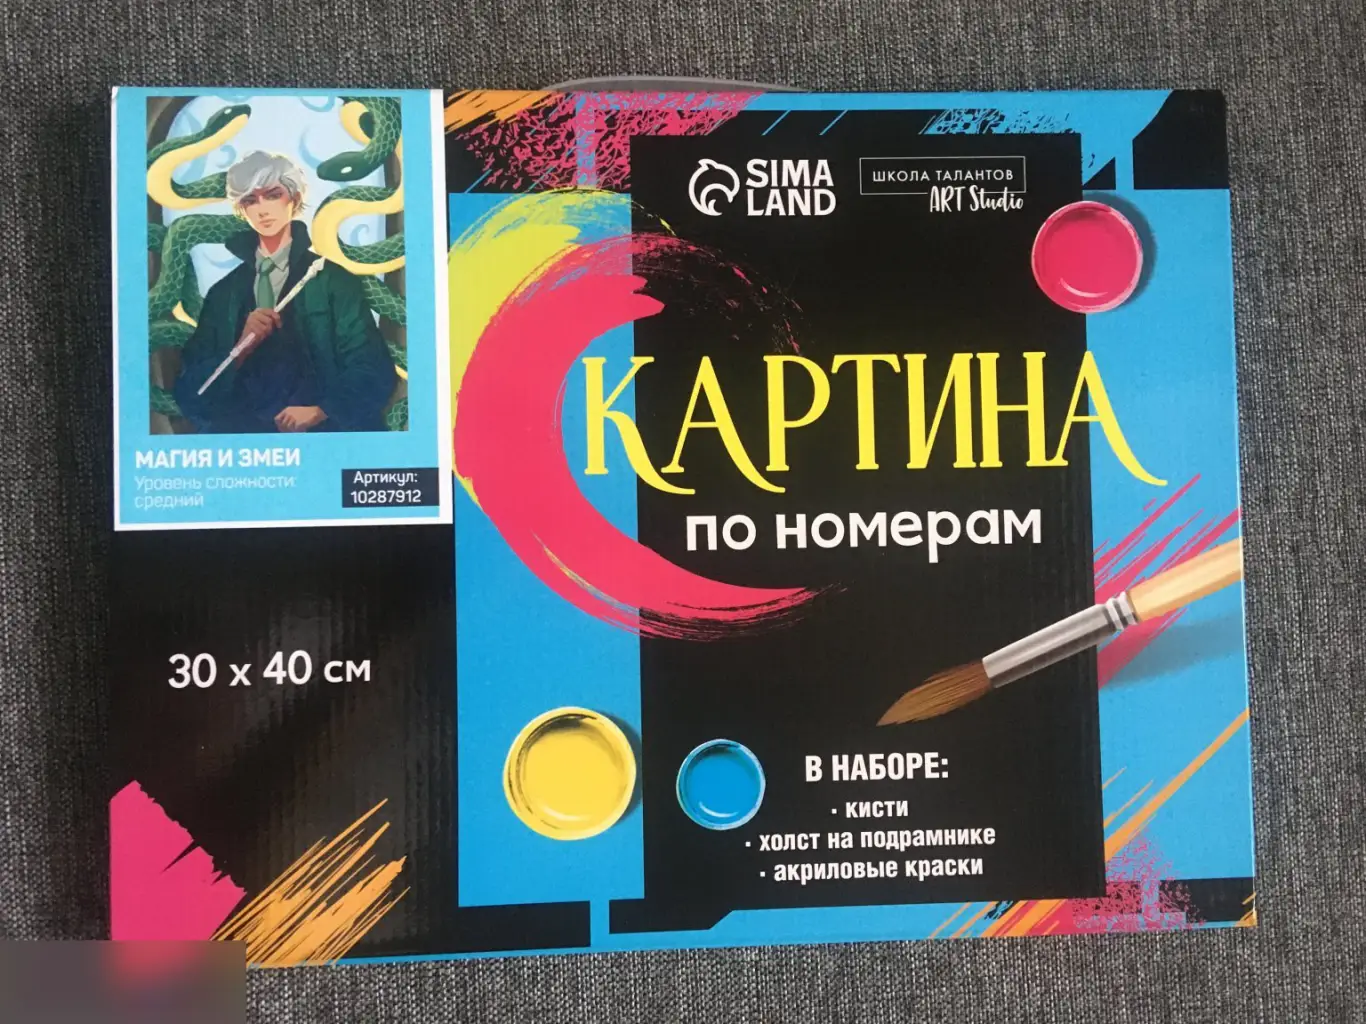 SIMA
LAND
ШКОЛА ТАЛАНТОВ
ART Studio
КАРТИНА
по номерам
МАГИЯ И ЗМЕИ
Уровень сложности:
средний
Артикул:
10287912
30 х 40 см
В НАБОРЕ:
· кисти
· холст на подрамнике
· акриловые краски